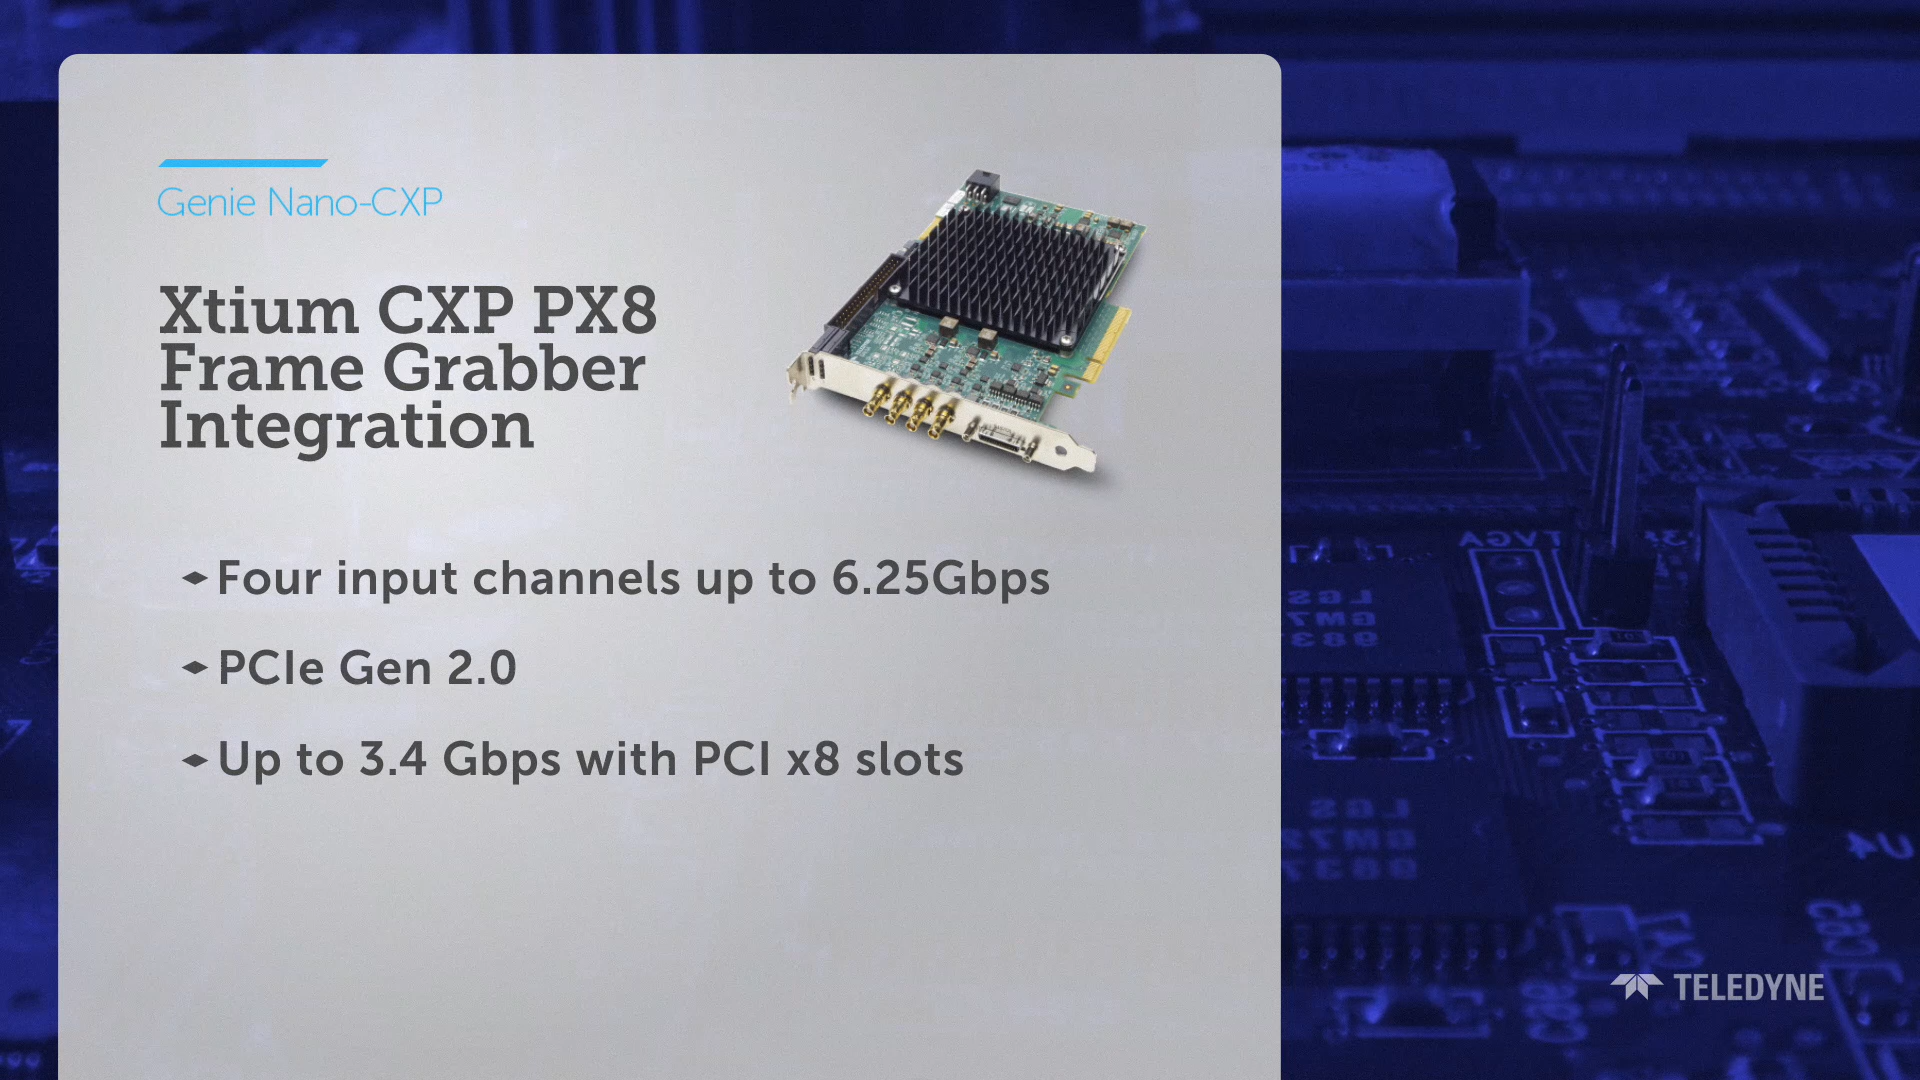 Genie Nano-CXP
Xtium CXP PX8
Frame Grabber
Integration
Four input channels up to 6.25Gbps
PCIe Gen 2.0
Up to 3.4 Gbps with PCI x8 slots
TELEDYNE